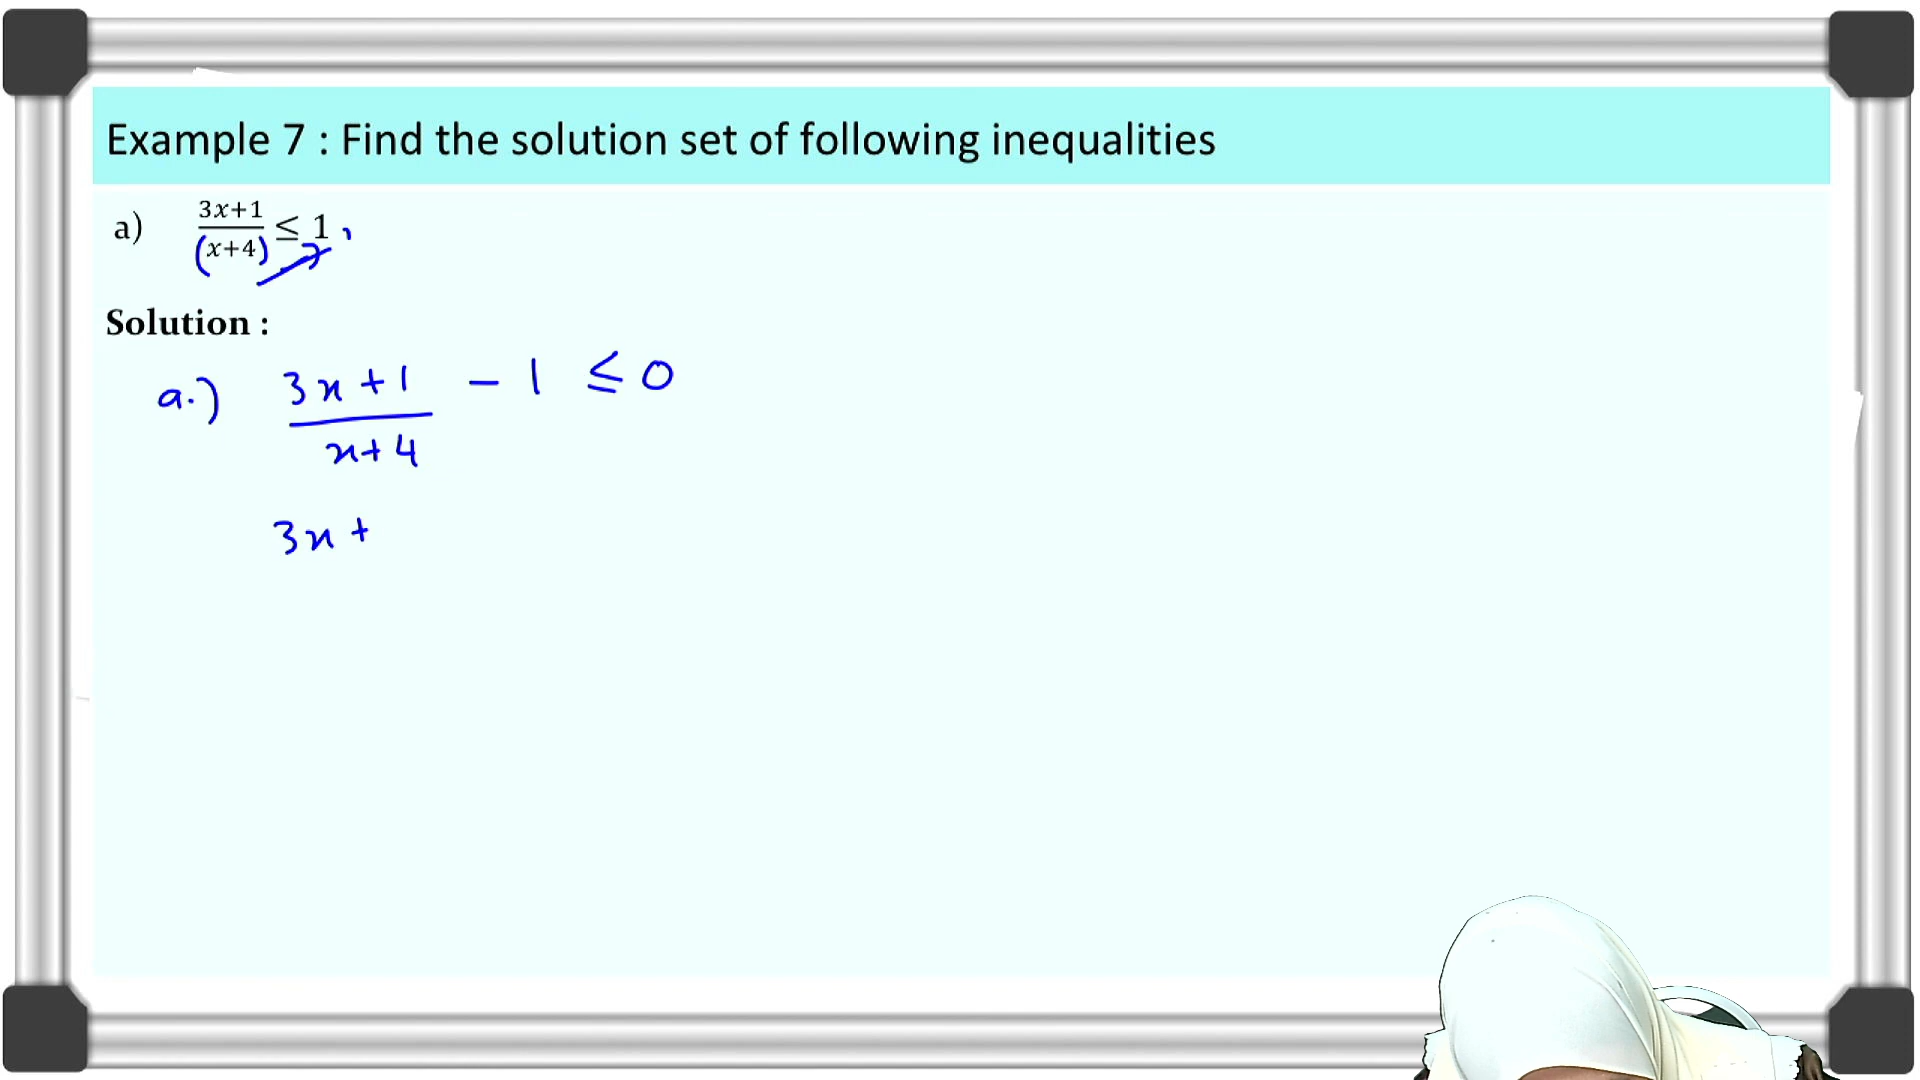 Example 7 : Find the solution set of following inequalities
a) 3x+1/(x+4) ≤ 1,
Solution :
a.) 3x+1/x+4 - 1 ≤ 0
3x +